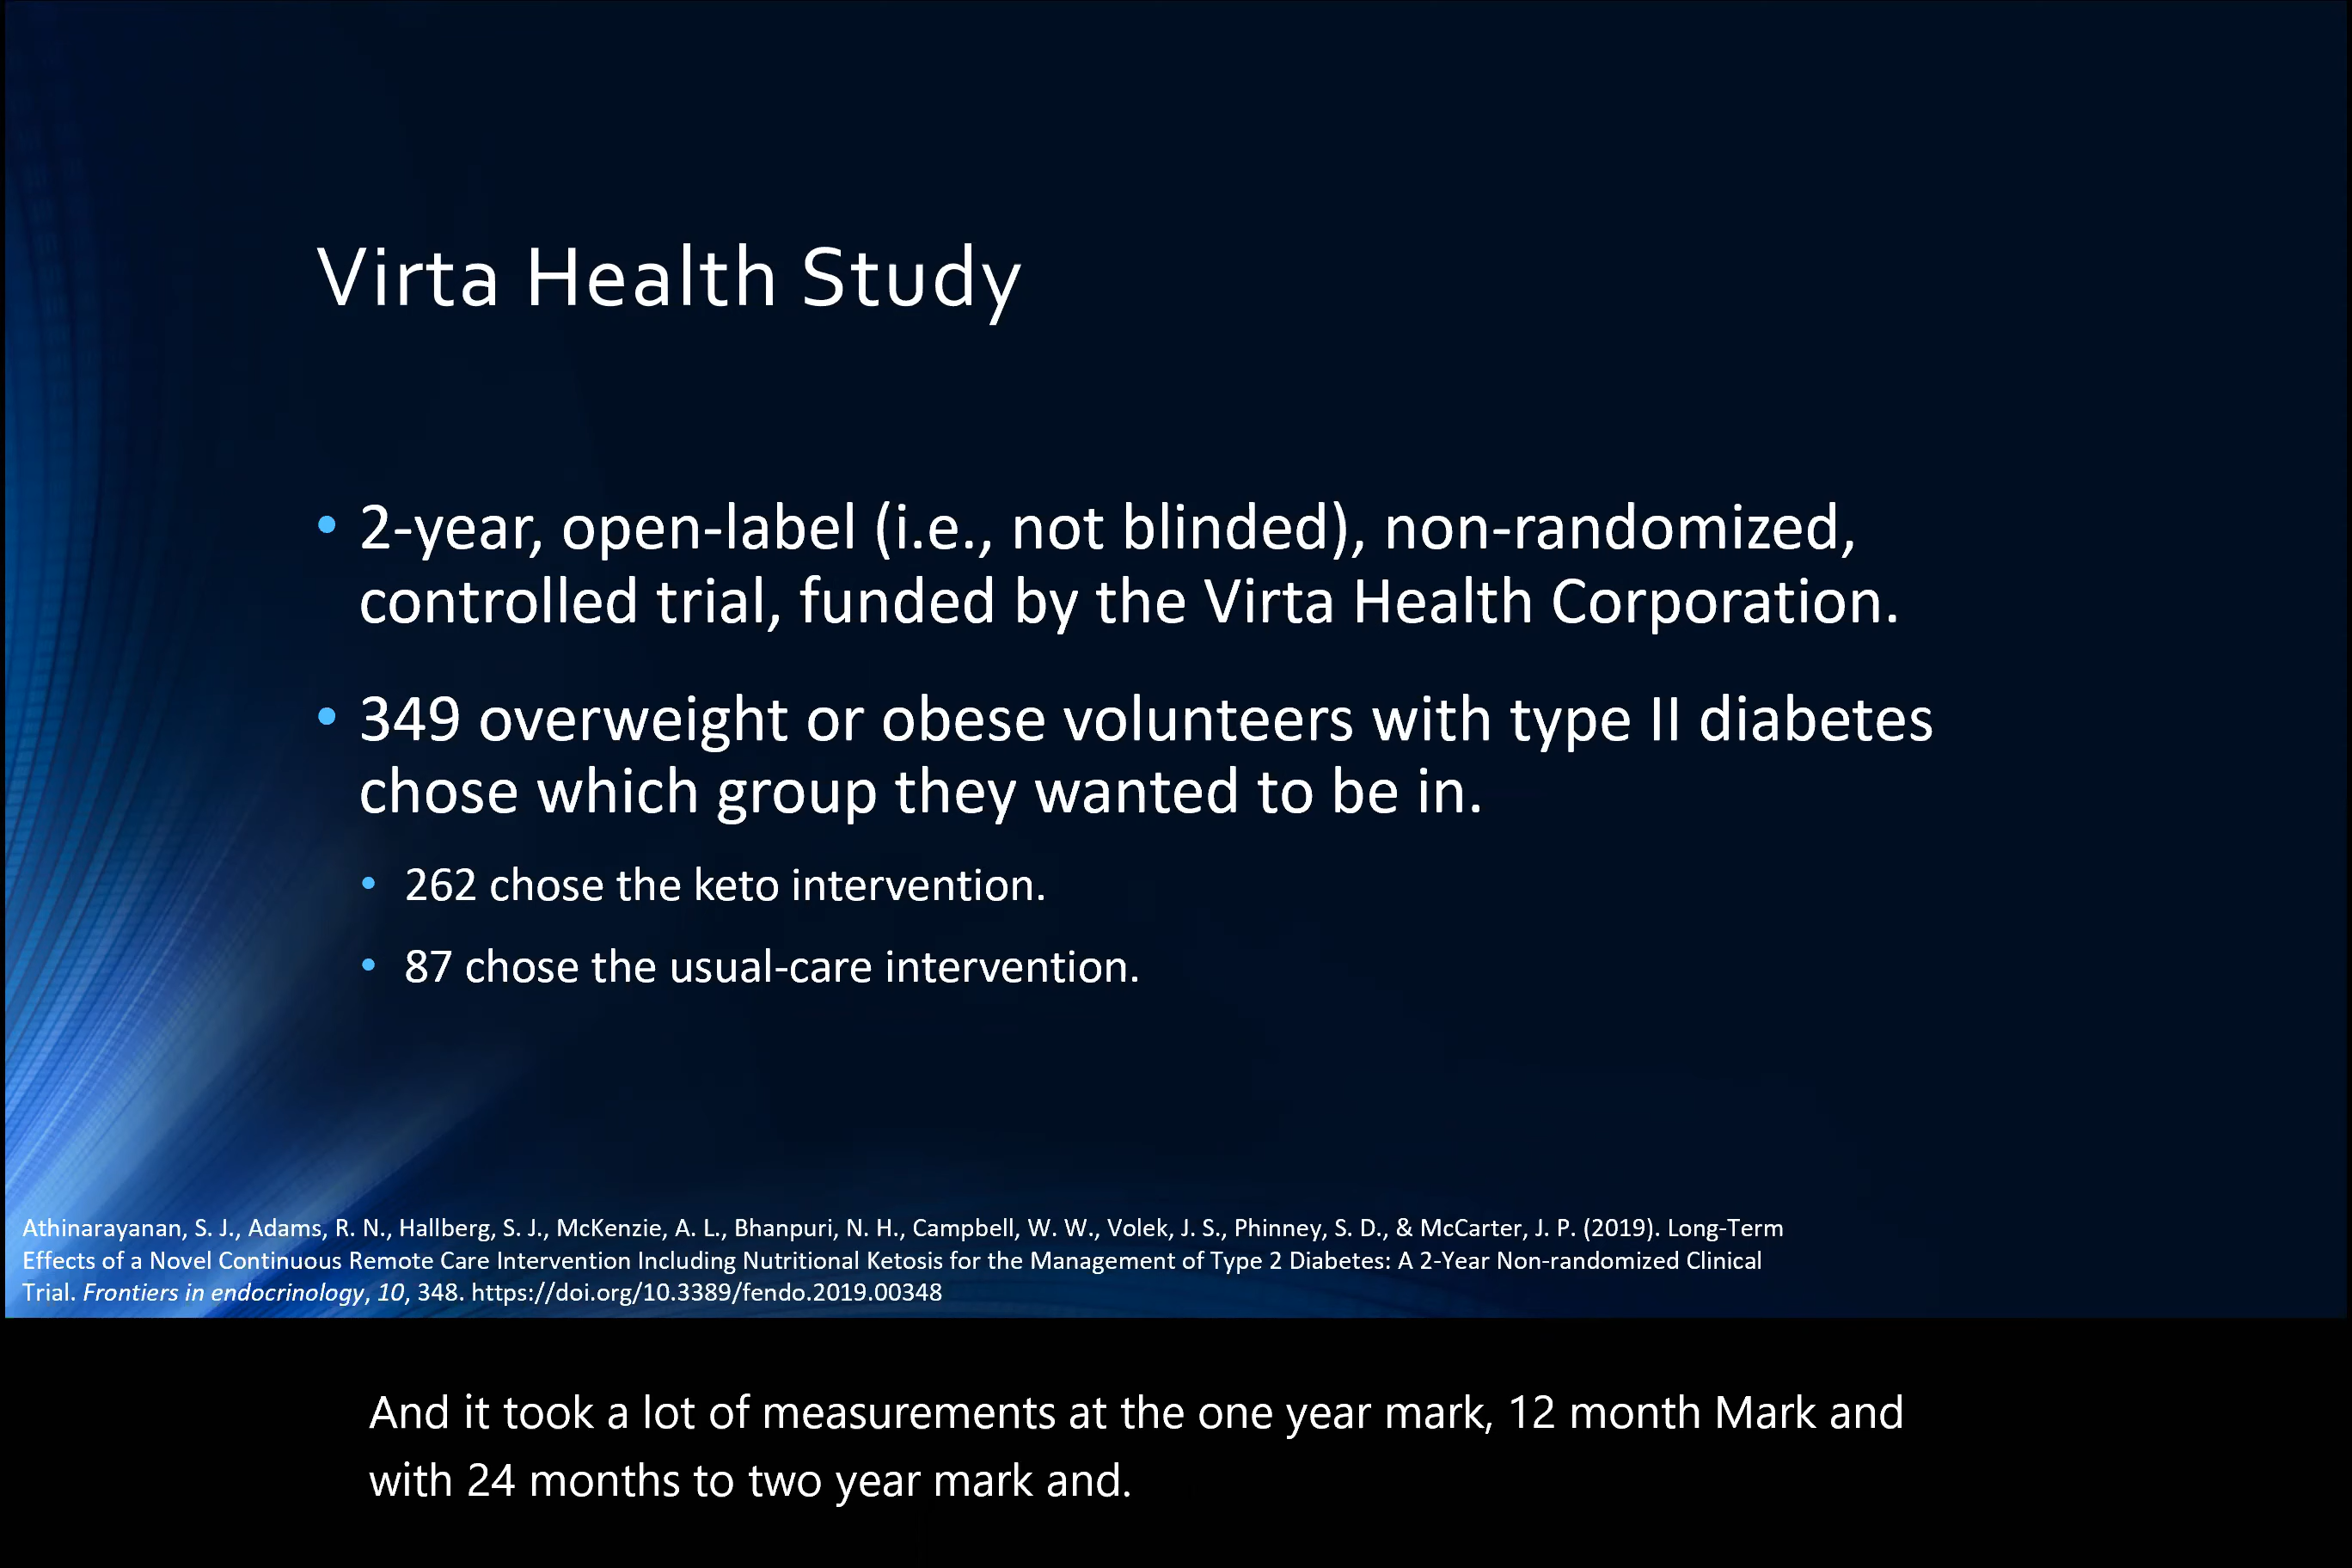 Virta Health Study
• 2-year, open-label (i.e., not blinded), non-randomized,
controlled trial, funded by the Virta Health Corporation.
• 349 overweight or obese volunteers with type II diabetes
chose which group they wanted to be in.
• 262 chose the keto intervention.
• 87 chose the usual-care intervention.
Athinarayanan, S. J., Adams, R. N., Hallberg, S. J., McKenzie, A. L., Bhanpuri, N. H., Campbell, W. W., Volek, J. S., Phinney, S. D., & McCarter, J. P. (2019). Long-Term
Effects of a Novel Continuous Remote Care Intervention Including Nutritional Ketosis for the Management of Type 2 Diabetes: A 2-Year Non-randomized Clinical
Trial. Frontiers in endocrinology, 10, 348. https://doi.org/10.3389/fendo.2019.00348
And it took a lot of measurements at the one year mark, 12 month Mark and
with 24 months to two year mark and.